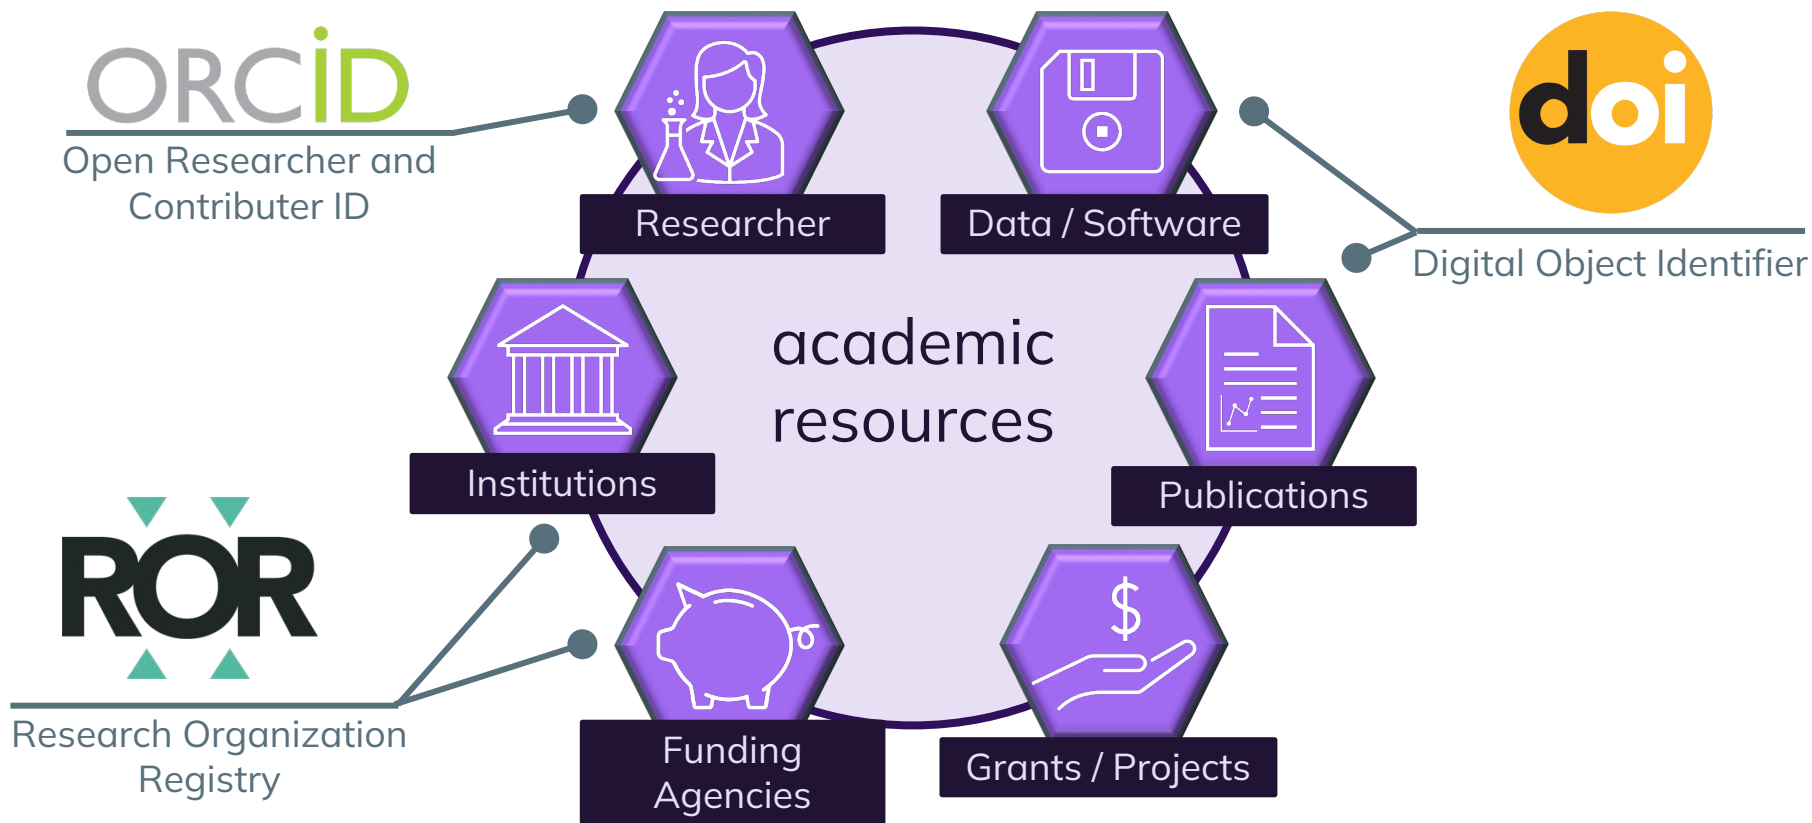 ORCiD
Open Researcher and
Contributer ID
Researcher
Data / Software
doi
Digital Object Identifier
academic
resources
Institutions
Publications
ROR
Research Organization
Registry
Funding
Agencies
$
Grants / Projects